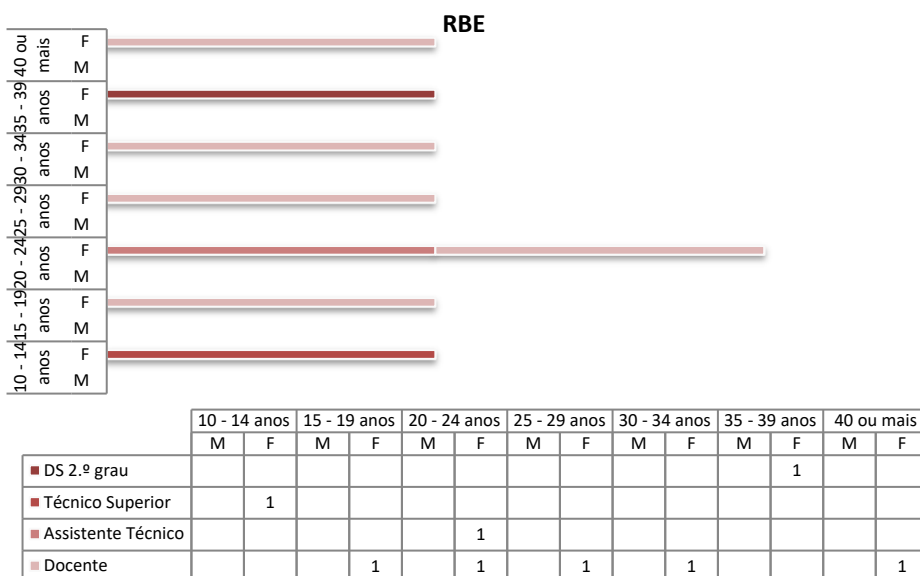 RBE
40 ou mais F
M
35 - 39 anos F
M
30 - 34 anos F
M
25 - 29 anos F
M
20 - 24 anos F
M
15 - 19 anos F
M
10 - 14 anos F
M
10 - 14 anos 15 - 19 anos 20 - 24 anos 25 - 29 anos 30 - 34 anos 35 - 39 anos 40 ou mais
M F M F M F M F M F M F M F
DS 2.º grau 1
Técnico Superior 1
Assistente Técnico 1
Docente 1 1 1 1 1